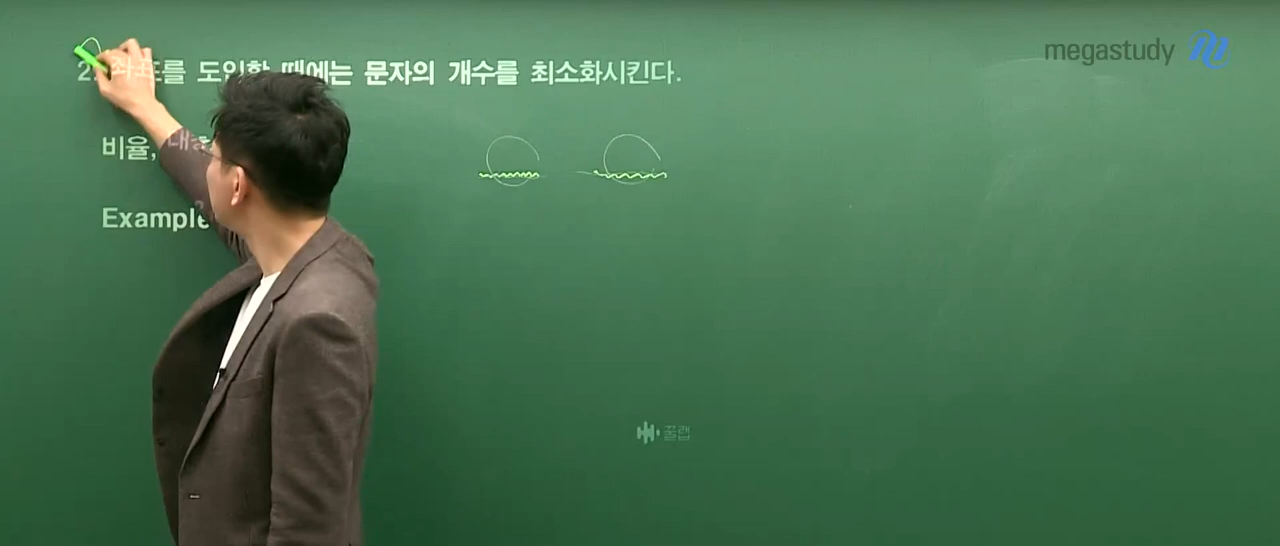 megastudy
2. 좌표를 도입할 때에는 문자의 개수를 최소화시킨다.
비율,
Example
꿀랩